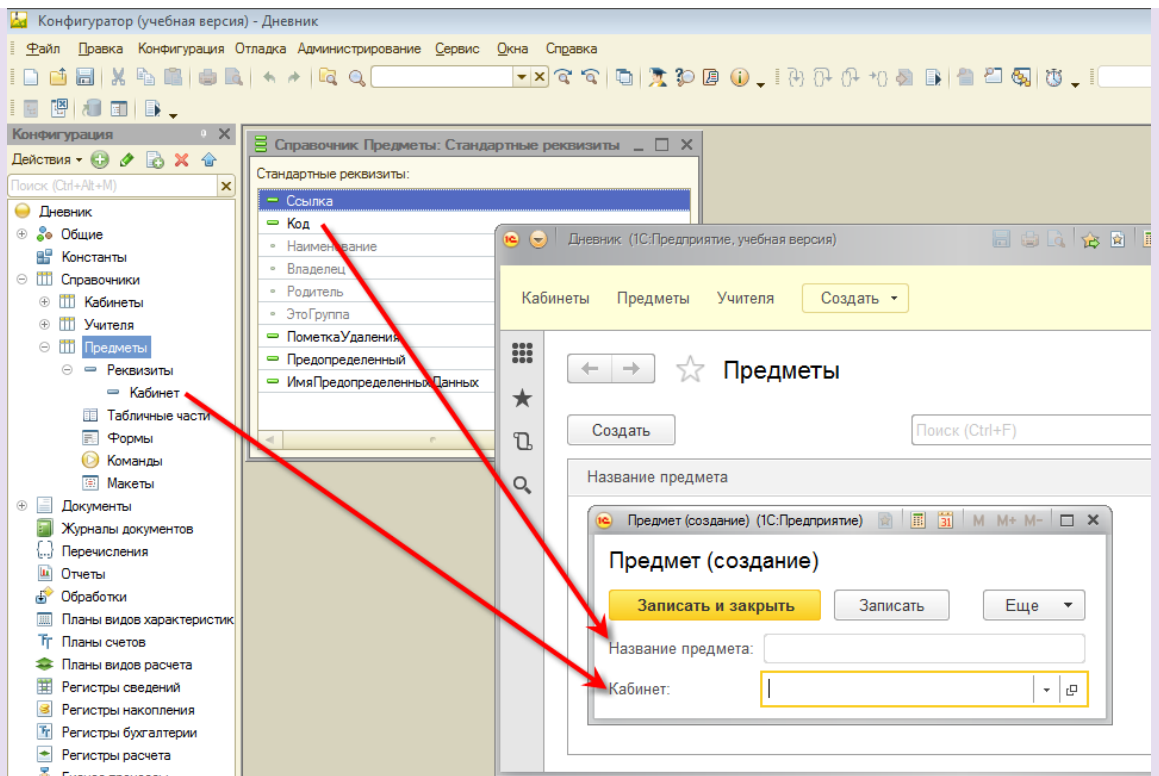 Конфигуратор (учебная версия) - Дневник
Файл Правка Конфигурация Отладка Администрирование Сервис Окна Справка
Конфигурация
Действия
Поиск (Ctrl+Alt+M)
Дневник
Общие
Константы
Справочники
Кабинеты
Учителя
Предметы
Реквизиты
Кабинет
Табличные части
Формы
Команды
Макеты
Документы
Журналы документов
Перечисления
Отчеты
Обработки
Планы видов характеристик
Планы счетов
Планы видов расчета
Регистры сведений
Регистры накопления
Регистры бухгалтерии
Регистры расчета
Справочник Предметы: Стандартные реквизиты
Стандартные реквизиты:
Ссылка
Код
Наименование
Владелец
Родитель
ЭтоГруппа
ПометкаУдаления
Предопределенный
ИмяПредопределенныхДанных
Дневник (1С:Предприятие, учебная версия)
Кабинеты Предметы Учителя Создать
Предметы
Создать Поиск (Ctrl+F)
Название предмета
Предмет (создание) (1С:Предприятие) 31 M M+ M-
Предмет (создание)
Записать и закрыть Записать Еще
Название предмета:
Кабинет: